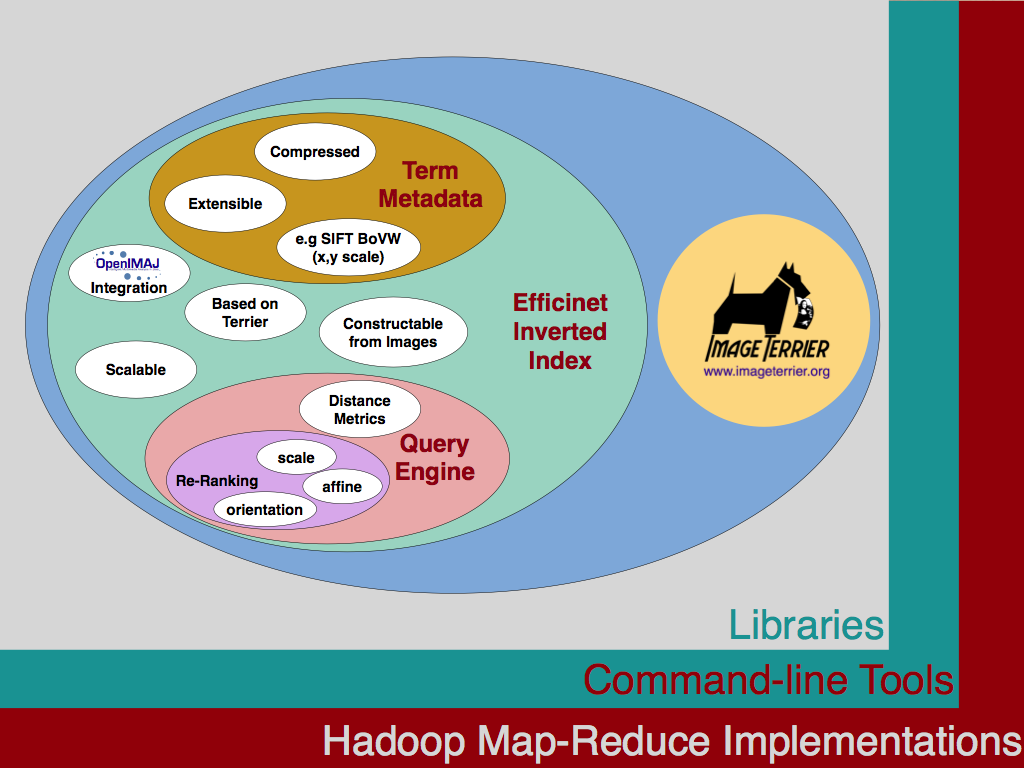 Compressed
Term
Metadata
Extensible
e.g SIFT BoVW
(x,y scale)
OpenIMAJ
Integration
Based on
Terrier
Constructable
from Images
Efficinet
Inverted
Index
Scalable
Distance
Metrics
Query
Engine
scale
Re-Ranking
affine
orientation
IMAGE TERRIER
www.imageterrier.org
Libraries
Command-line Tools
Hadoop Map-Reduce Implementations